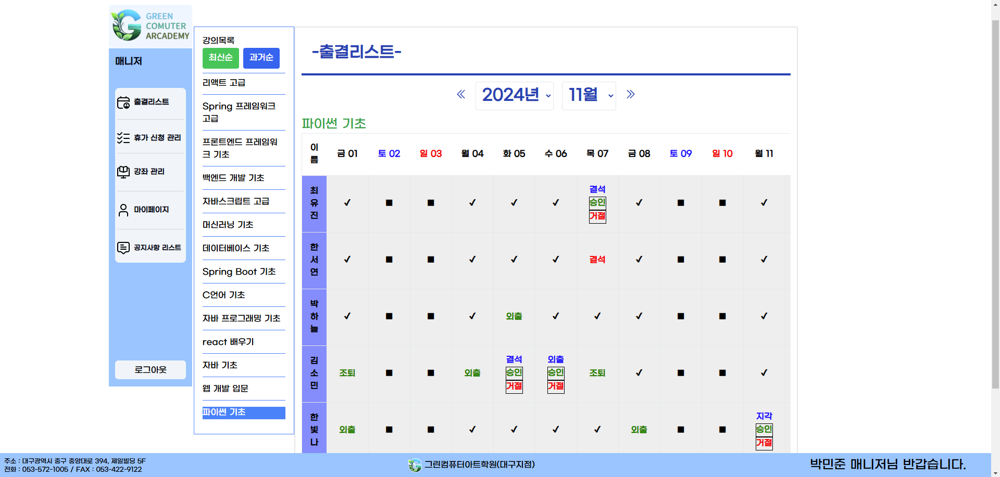 GREEN
COMUTER
ARCADEMY
매니저
출결리스트
휴가 신청 관리
강좌 관리
마이페이지
공지사항 리스트
로그아웃
강의목록
최신순 과거순
리액트 고급
Spring 프레임워크
고급
프론트엔드 프레임워
크 기초
백엔드 개발 기초
자바스크립트 고급
머신러닝 기초
데이터베이스 기초
Spring Boot 기초
C언어 기초
자바 프로그래밍 기초
react 배우기
자바 기초
웹 개발 입문
파이썬 기초
-출결리스트-
2024년 11월
파이썬 기초
이름 금 01 토 02 일 03 월 04 화 05 수 06 목 07 금 08 토 09 일 10 월 11
최유진 ✔ ■ ■ ✔ ✔ ✔ 결석 승인 거절 ✔ ■ ■ ✔
한서연 ✔ ■ ■ ✔ ✔ ✔ 결석 ✔ ■ ■ ✔
박하늘 ✔ ■ ■ ✔ 외출 ✔ ✔ ✔ ■ ■ ✔
김소민 조퇴 ■ ■ 외출 결석 승인 거절 외출 승인 거절 조퇴 ✔ ■ ■ ✔
한빛나 외출 ■ ■ ✔ ✔ ✔ ✔ 외출 ■ ■ 지각 승인 거절
주소 : 대구광역시 중구 중앙대로 394, 제일빌딩 5F
전화 : 053-572-1005 / FAX : 053-422-9122
그린컴퓨터아트학원(대구지점)
박민준 매니저님 반갑습니다.